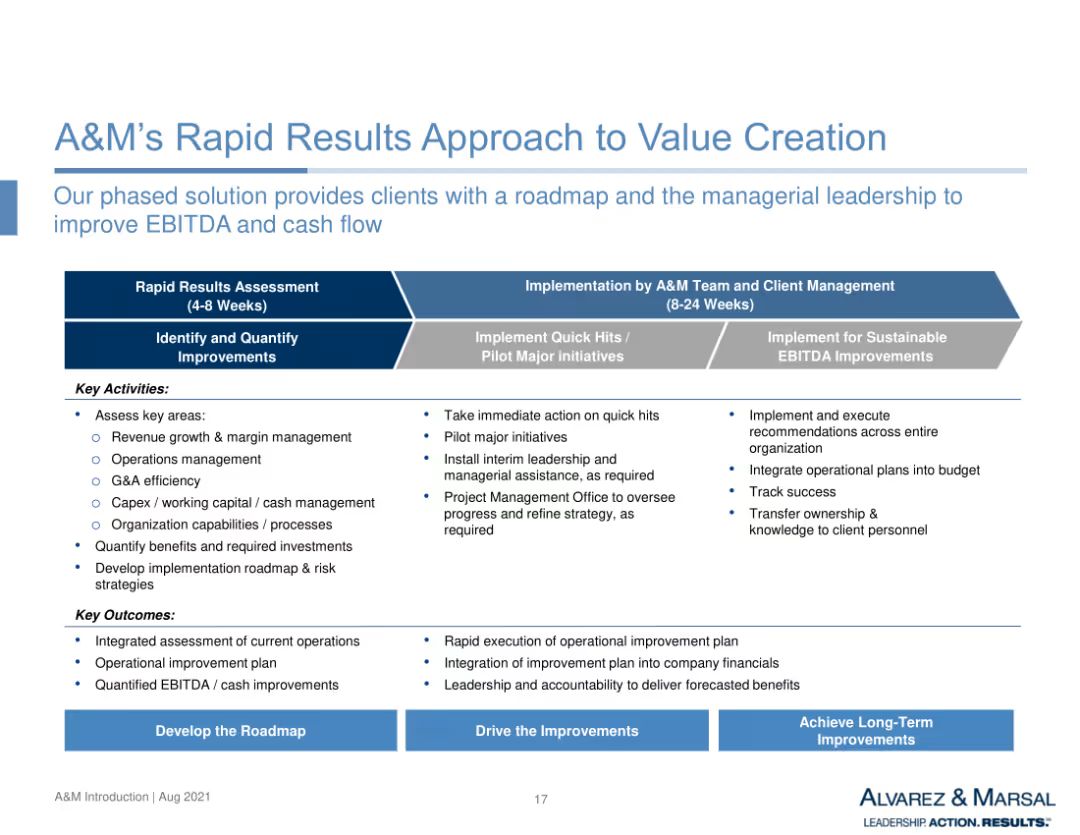 A&M's Rapid Results Approach to Value Creation
Our phased solution provides clients with a roadmap and the managerial leadership to
improve EBITDA and cash flow
Rapid Results Assessment
(4-8 Weeks)
Implementation by A&M Team and Client Management
(8-24 Weeks)
Identify and Quantify
Improvements
Implement Quick Hits /
Pilot Major initiatives
Implement for Sustainable
EBITDA Improvements
Key Activities:
• Assess key areas:
o Revenue growth & margin management
o Operations management
o G&A efficiency
o Capex / working capital / cash management
o Organization capabilities / processes
• Quantify benefits and required investments
• Develop implementation roadmap & risk
strategies
• Take immediate action on quick hits
• Pilot major initiatives
• Install interim leadership and
managerial assistance, as required
• Project Management Office to oversee
progress and refine strategy, as
required
• Implement and execute
recommendations across entire
organization
• Integrate operational plans into budget
• Track success
• Transfer ownership &
knowledge to client personnel
Key Outcomes:
• Integrated assessment of current operations
• Operational improvement plan
• Quantified EBITDA / cash improvements
• Rapid execution of operational improvement plan
• Integration of improvement plan into company financials
• Leadership and accountability to deliver forecasted benefits
Develop the Roadmap
Drive the Improvements
Achieve Long-Term
Improvements
A&M Introduction | Aug 2021
17
ALVAREZ & MARSAL
LEADERSHIP. ACTION. RESULTS.™